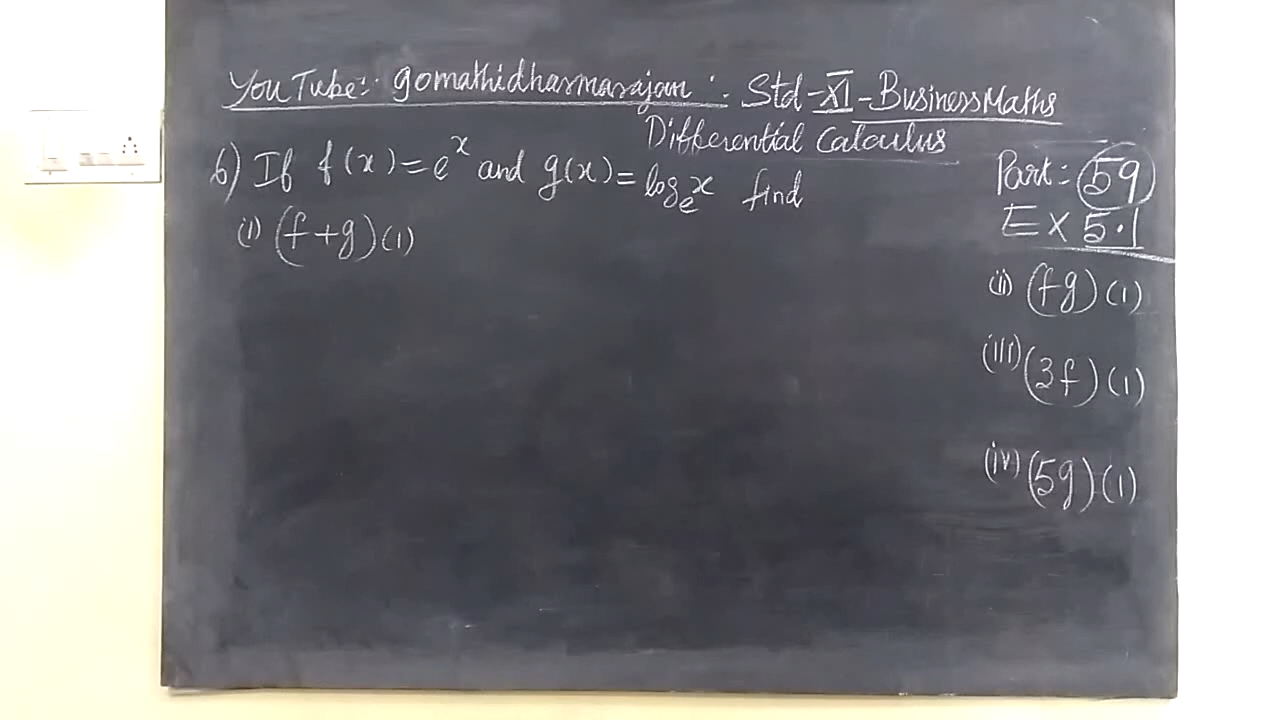 YouTube:· gomathidharmarajan ∴ Std-XI-BusinessMaths
Differential Calculus
6) If f(x)=e^x and g(x)=log_e x find
Part: 59
Ex 5.1
(i) (f+g)(1)
(ii) (fg)(1)
(iii) (3f)(1)
(iv) (5g)(1)